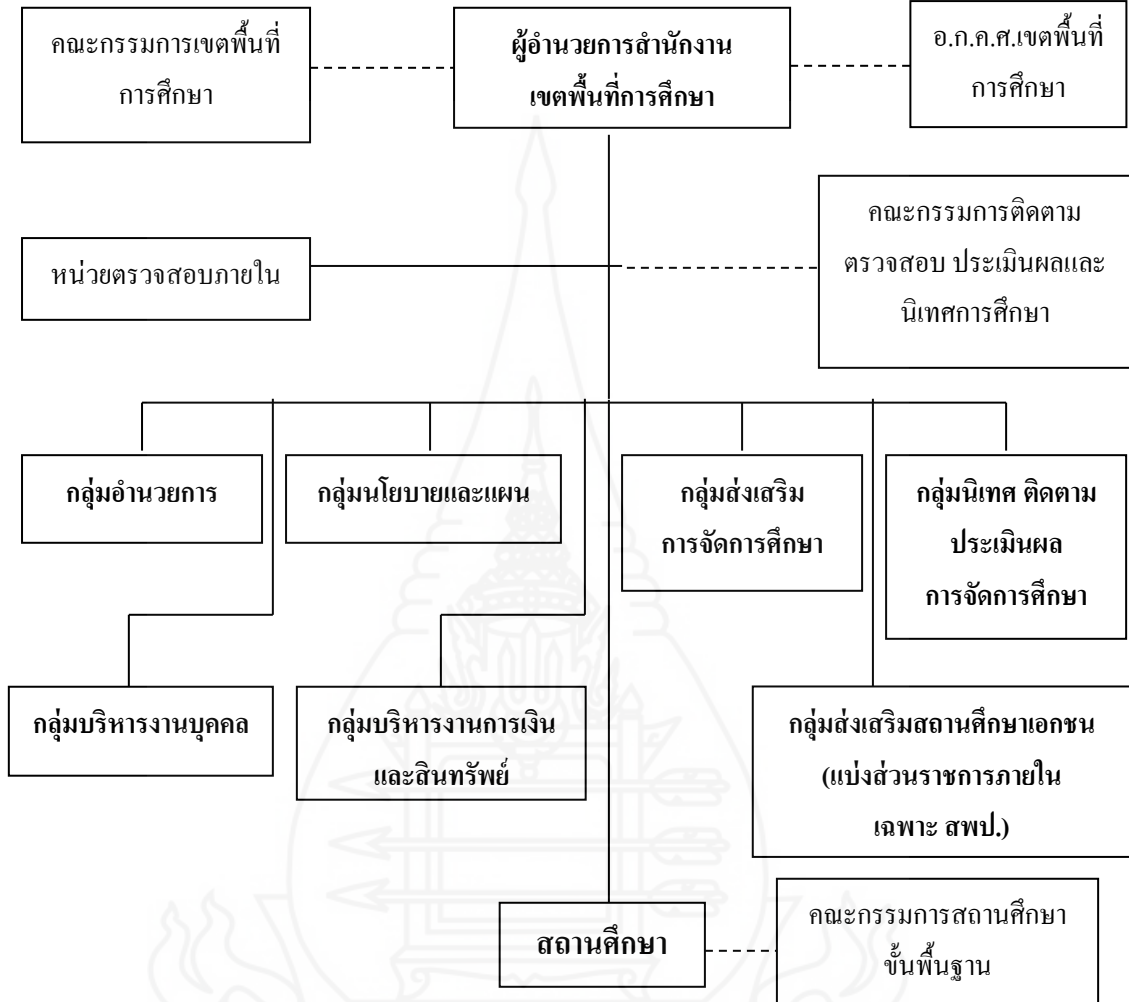 คณะกรรมการเขตพื้นที่
การศึกษา
ผู้อำนวยการสำนักงาน
เขตพื้นที่การศึกษา
อ.ก.ค.ศ.เขตพื้นที่
การศึกษา
หน่วยตรวจสอบภายใน
คณะกรรมการติดตาม
ตรวจสอบ ประเมินผลและ
นิเทศการศึกษา
กลุ่มอำนวยการ
กลุ่มนโยบายและแผน
กลุ่มส่งเสริม
การจัดการศึกษา
กลุ่มนิเทศ ติดตาม
ประเมินผล
การจัดการศึกษา
กลุ่มบริหารงานบุคคล
กลุ่มบริหารงานการเงิน
และสินทรัพย์
กลุ่มส่งเสริมสถานศึกษาเอกชน
(แบ่งส่วนราชการภายใน
เฉพาะ สพป.)
สถานศึกษา
คณะกรรมการสถานศึกษา
ขั้นพื้นฐาน